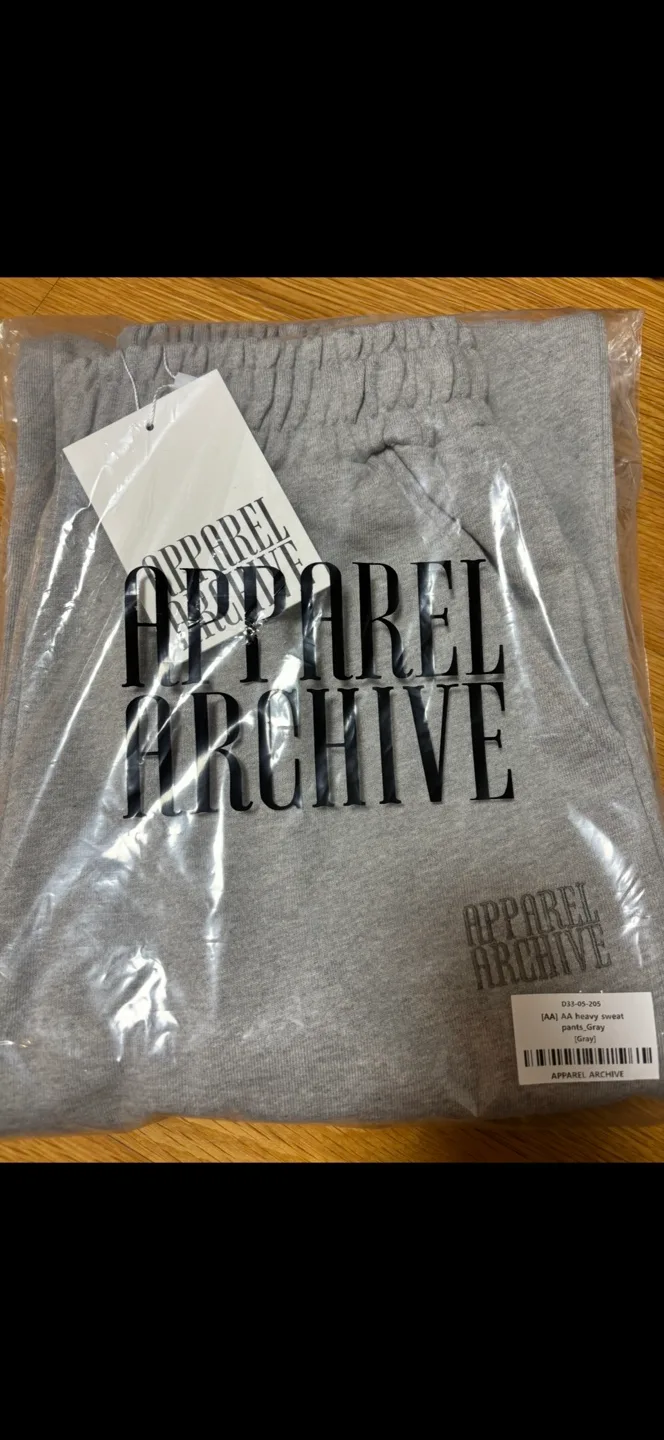 APPAREL
ARCHIVE
APPAREL
ARCHIVE
APPAREL
ARCHIVE
D33-05-205
[AA] AA heavy sweat
pants_Gray
[Gray]
APPAREL ARCHIVE